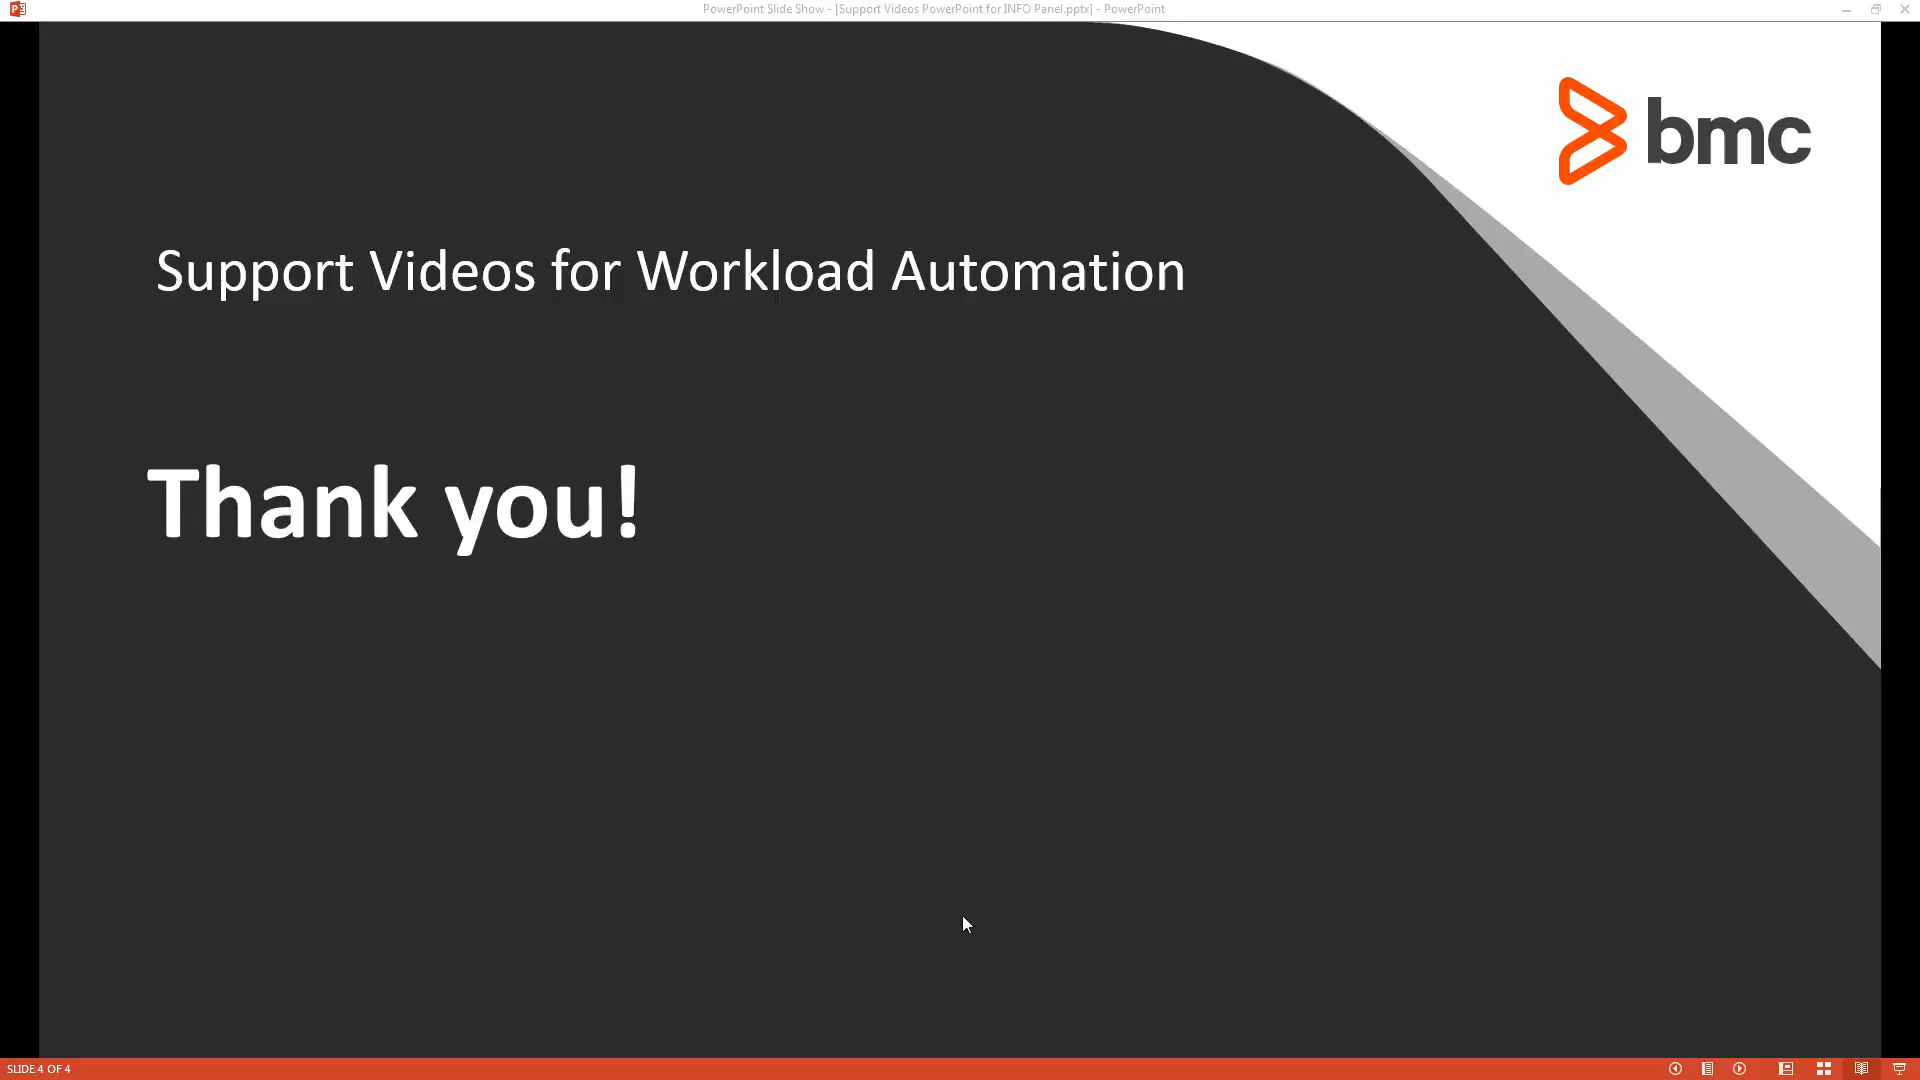 PowerPoint Slide Show - [Support Videos PowerPoint for INFO Panel.pptx] - PowerPoint
bmc
Support Videos for Workload Automation
Thank you!
SLIDE 4 OF 4